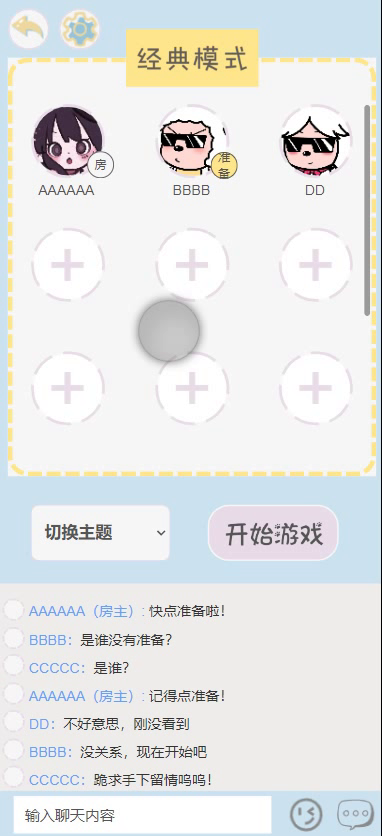 经典模式
房
准备
AAAAAA
BBBB
DD
切换主题
开始游戏
AAAAAA（房主）: 快点准备啦！
BBBB：是谁没有准备？
CCCCC：是谁？
AAAAAA（房主）: 记得点准备！
DD：不好意思，刚没看到
BBBB：没关系，现在开始吧
CCCCC：跪求手下留情呜呜！
输入聊天内容